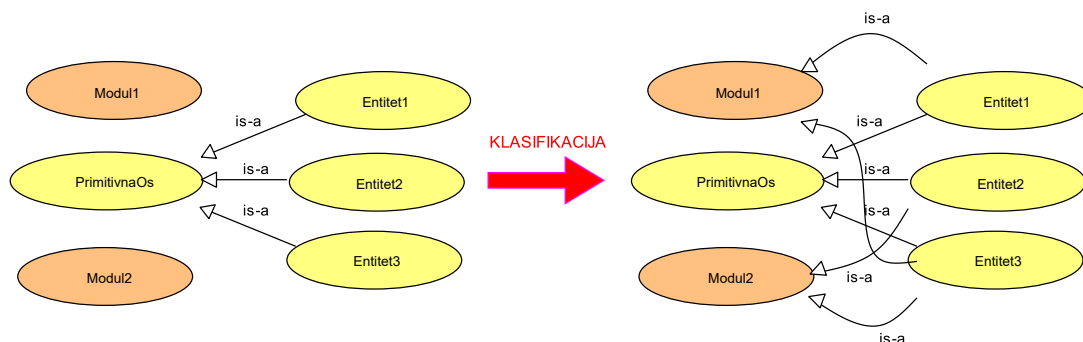 Modul1
Entitet1
is-a
PrimitivnaOs
is-a
Entitet2
is-a
Modul2
Entitet3
KLASIFIKACIJA
is-a
Modul1
Entitet1
is-a
PrimitivnaOs
is-a
Entitet2
is-a
Modul2
is-a
Entitet3
is-a